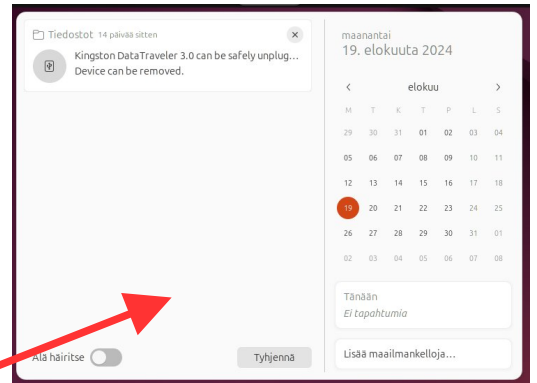 Tiedostot 14 päivää sitten
Kingston DataTraveler 3.0 can be safely unplug…
Device can be removed.
Älä häiritse
Tyhjennä
maanantai
19. elokuuta 2024
elokuu
M T K T P L S
29 30 31 01 02 03 04
05 06 07 08 09 10 11
12 13 14 15 16 17 18
19 20 21 22 23 24 25
26 27 28 29 30 31 01
02 03 04 05 06 07 08
Tänään
Ei tapahtumia
Lisää maailmankelloja…